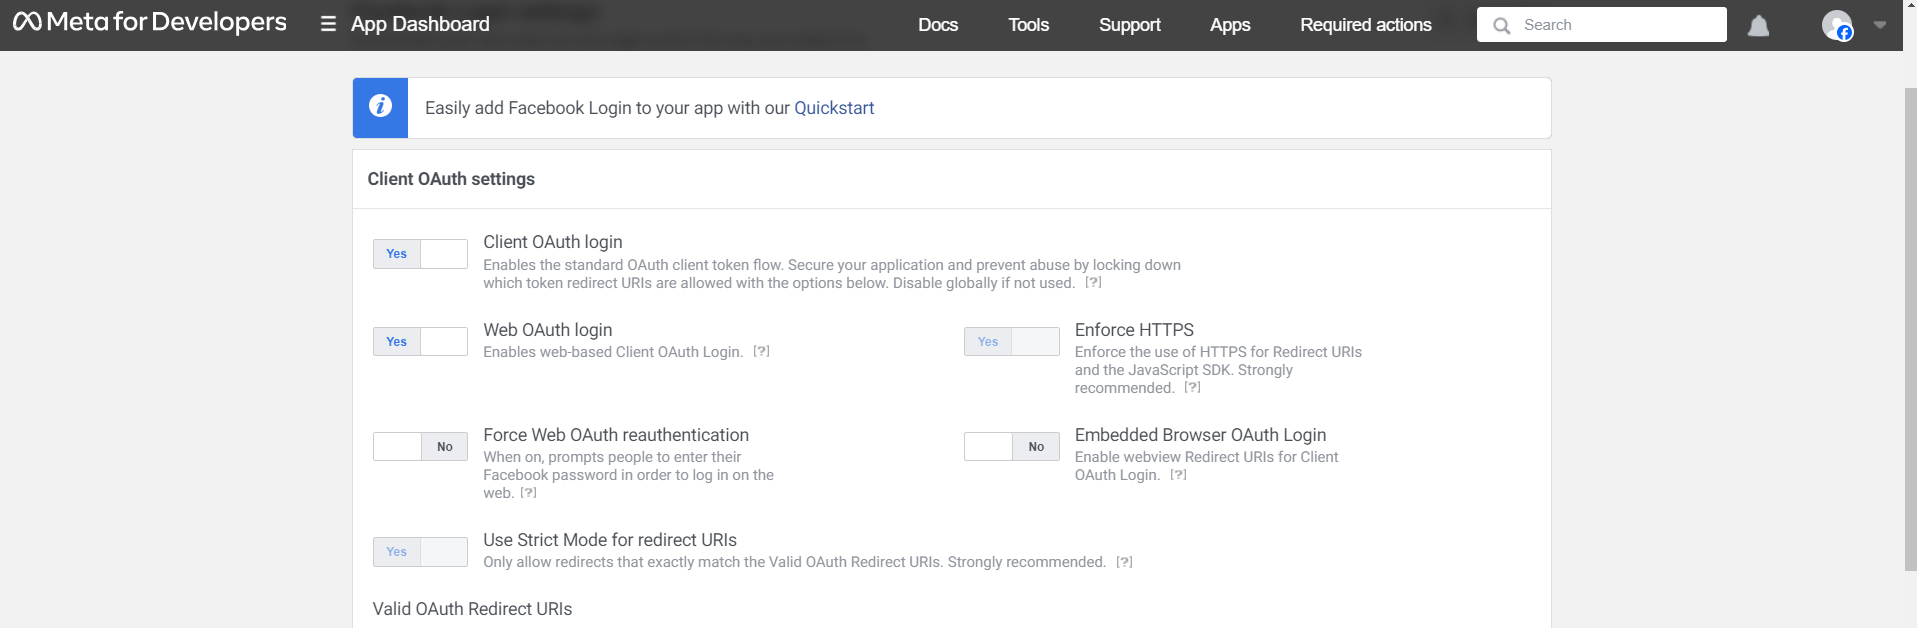 Meta for Developers
App Dashboard
Docs
Tools
Support
Apps
Required actions
Search
Easily add Facebook Login to your app with our Quickstart
Client OAuth settings
Yes
Client OAuth login
Enables the standard OAuth client token flow. Secure your application and prevent abuse by locking down
which token redirect URIs are allowed with the options below. Disable globally if not used. [?]
Yes
Web OAuth login
Enables web-based Client OAuth Login. [?]
Yes
Enforce HTTPS
Enforce the use of HTTPS for Redirect URIs
and the JavaScript SDK. Strongly
recommended. [?]
No
Force Web OAuth reauthentication
When on, prompts people to enter their
Facebook password in order to log in on the
web. [?]
No
Embedded Browser OAuth Login
Enable webview Redirect URIs for Client
OAuth Login. [?]
Yes
Use Strict Mode for redirect URIs
Only allow redirects that exactly match the Valid OAuth Redirect URIs. Strongly recommended. [?]
Valid OAuth Redirect URIs